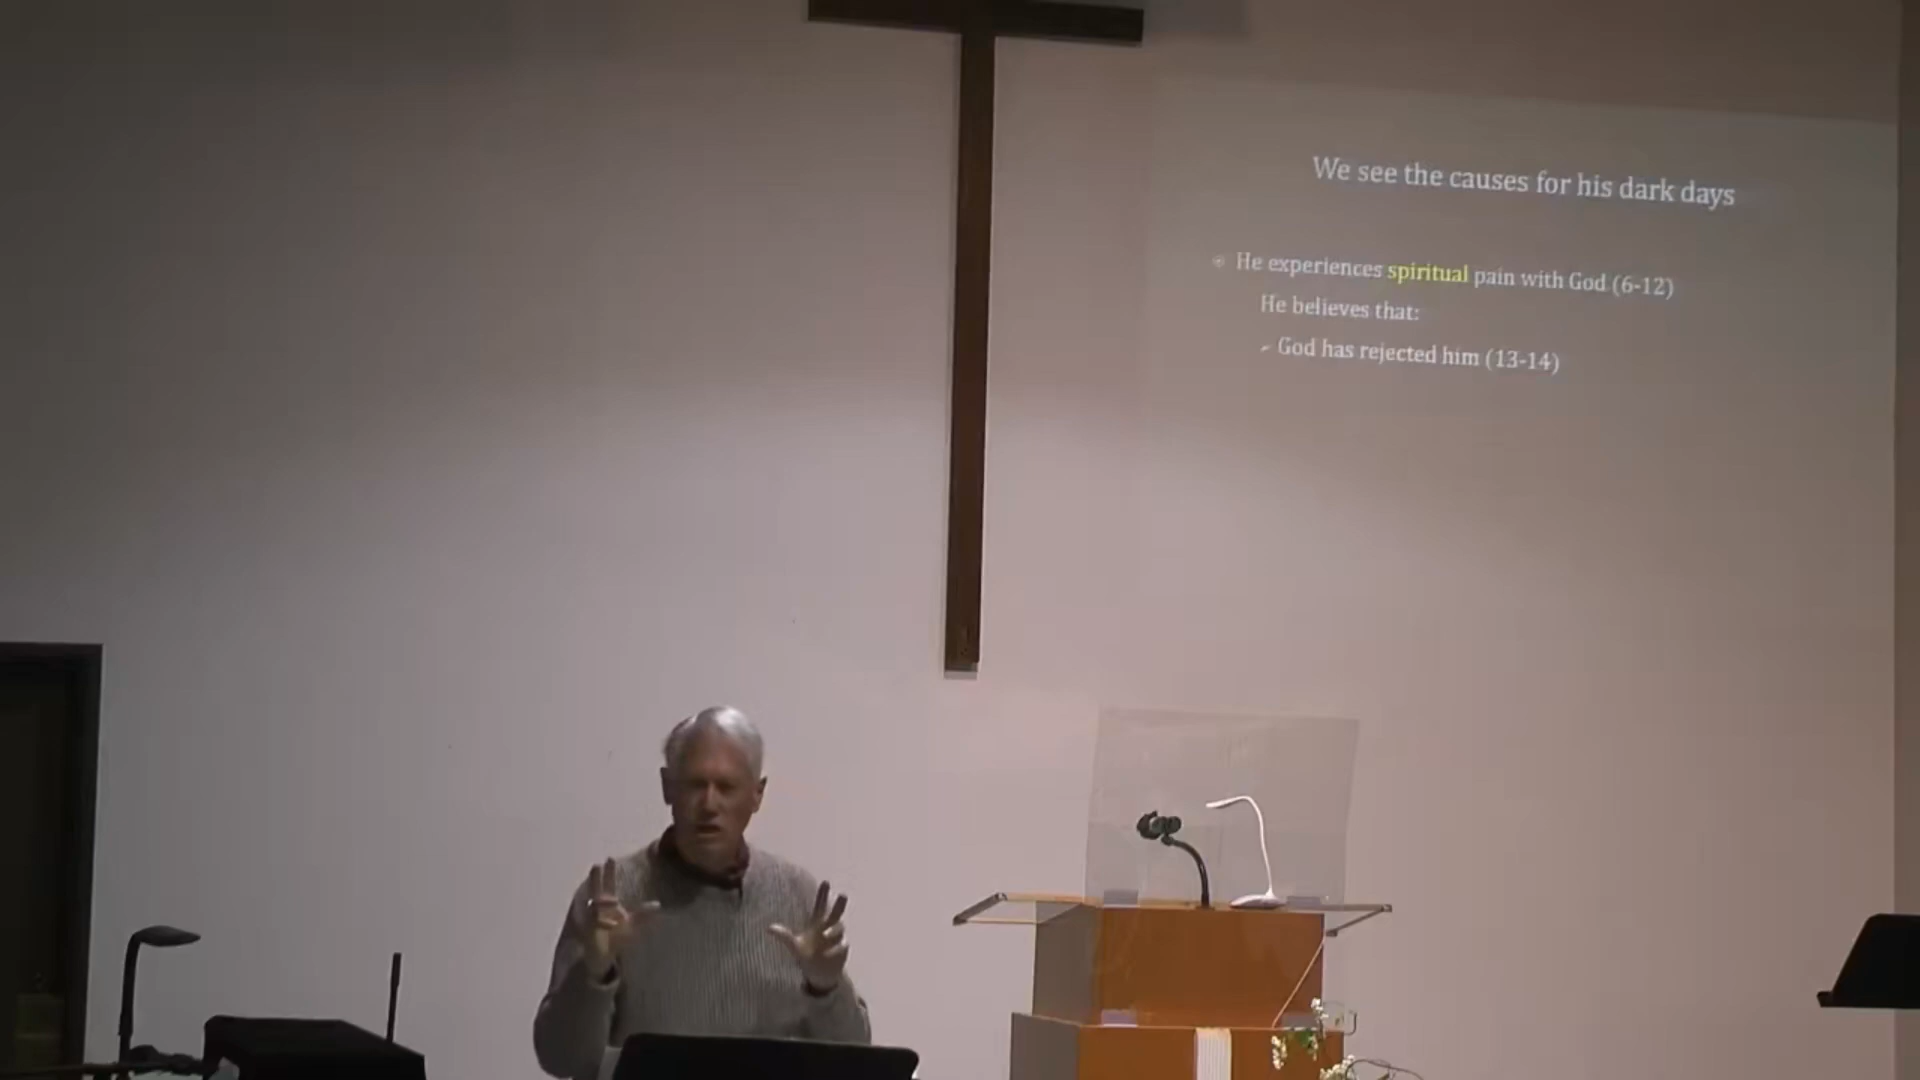 We see the causes for his dark days
He experiences spiritual pain with God (6-12)
He believes that:
God has rejected him (13-14)